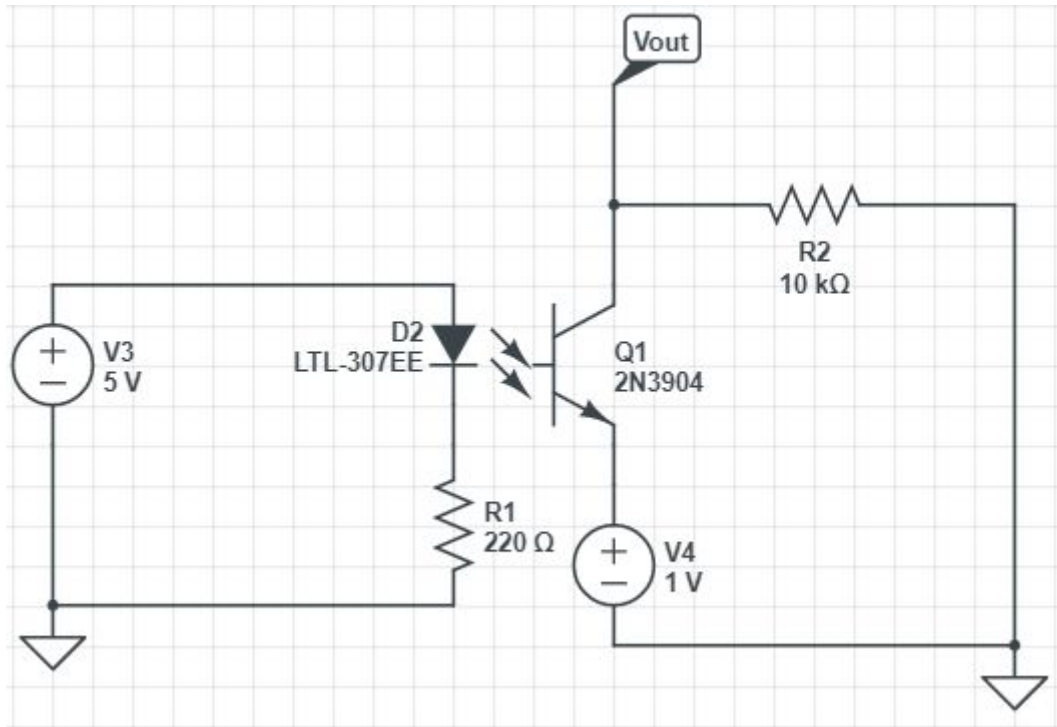 Vout
R2
10 kΩ
D2
LTL-307EE
V3
5 V
Q1
2N3904
R1
220 Ω
V4
1 V